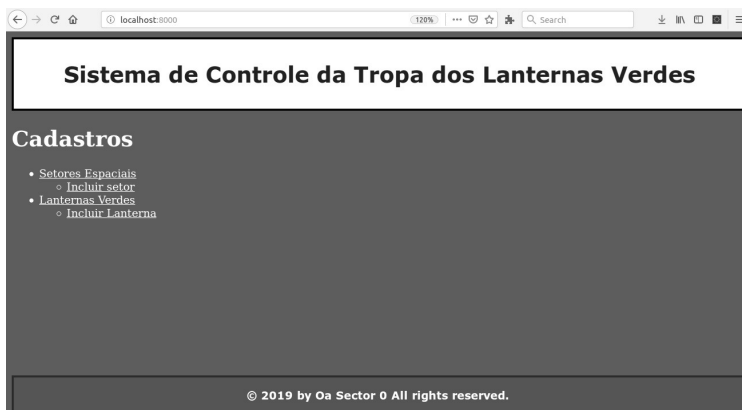 localhost:8000
120%
Search
Sistema de Controle da Tropa dos Lanternas Verdes
Cadastros
Setores Espaciais
Incluir setor
Lanternas Verdes
Incluir Lanterna
© 2019 by Oa Sector 0 All rights reserved.